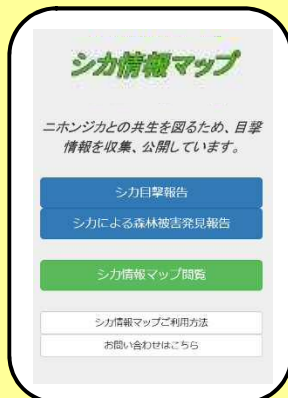 シカ情報マップ
ニホンジカとの共生を図るため、目撃
情報を収集、公開しています。
シカ目撃報告
シカによる森林被害発見報告
シカ情報マップ閲覧
シカ情報マップご利用方法
お問い合わせはこちら